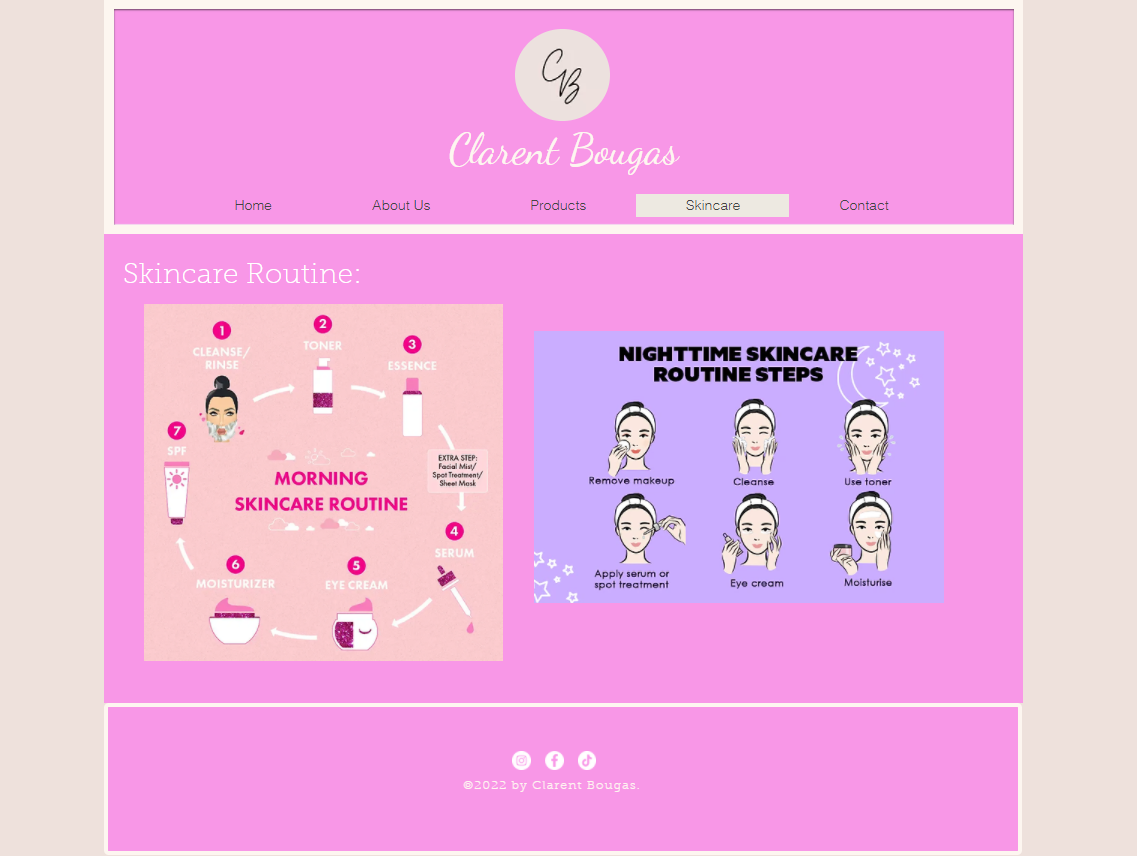 CB
Clarent Bougas
Home
About Us
Products
Skincare
Contact
Skincare Routine:
1
CLEANSE/
RINSE
2
TONER
3
ESSENCE
EXTRA STEP:
Facial Mist/
Spot Treatment/
Sheet Mask
4
SERUM
5
EYE CREAM
6
MOISTURIZER
7
SPF
MORNING
SKINCARE ROUTINE
NIGHTTIME SKINCARE
ROUTINE STEPS
Remove makeup
Cleanse
Use toner
Apply serum or
spot treatment
Eye cream
Moisturise
©2022 by Clarent Bougas.